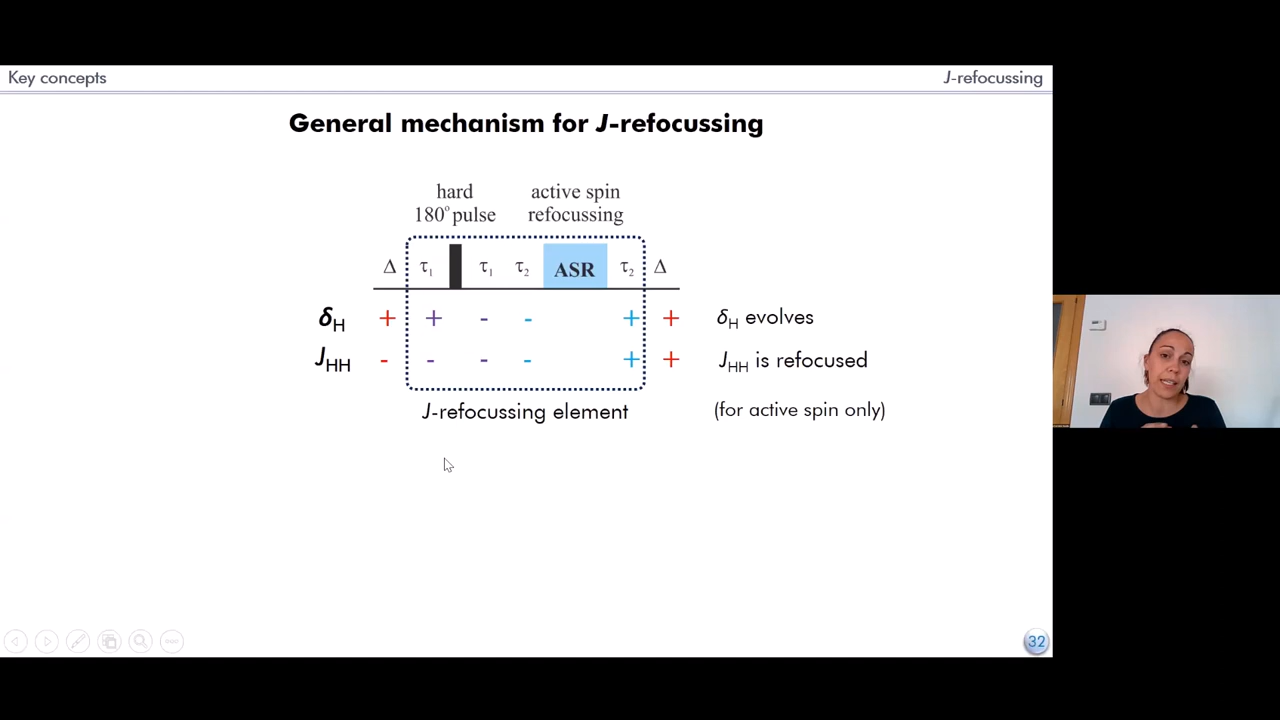 Key concepts
J-refocussing
General mechanism for J-refocussing
hard
180° pulse
active spin
refocussing
Δ τ₁ τ₁ τ₂ ASR τ₂ Δ
δH + + - - + + δH evolves
JHH - - - - + + JHH is refocused
J-refocussing element
(for active spin only)
32